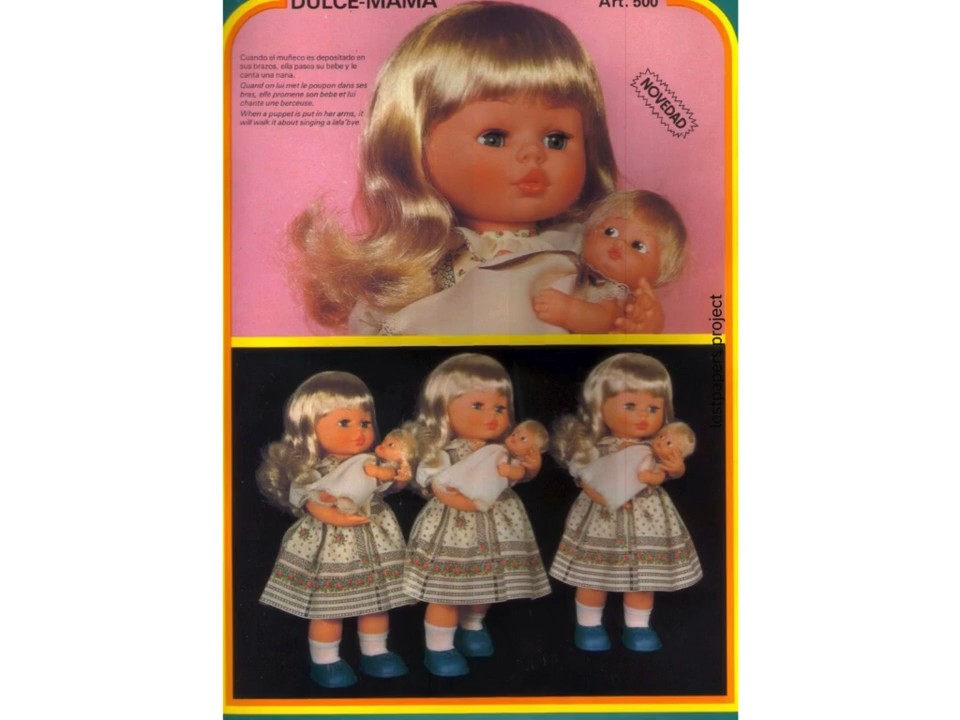 DULCE-MAMA
Art. 500
Cuando el muñeco es depositado en
sus brazos, ella pasea su bebe y le
canta una nana.
Quand on lui met le poupon dans ses
bras, elle promene son bebe et lui
chante une berceuse.
When a puppet is put in her arms, it
will walk it about singing a lala'bye.
NOVEDAD
lostpapers.project